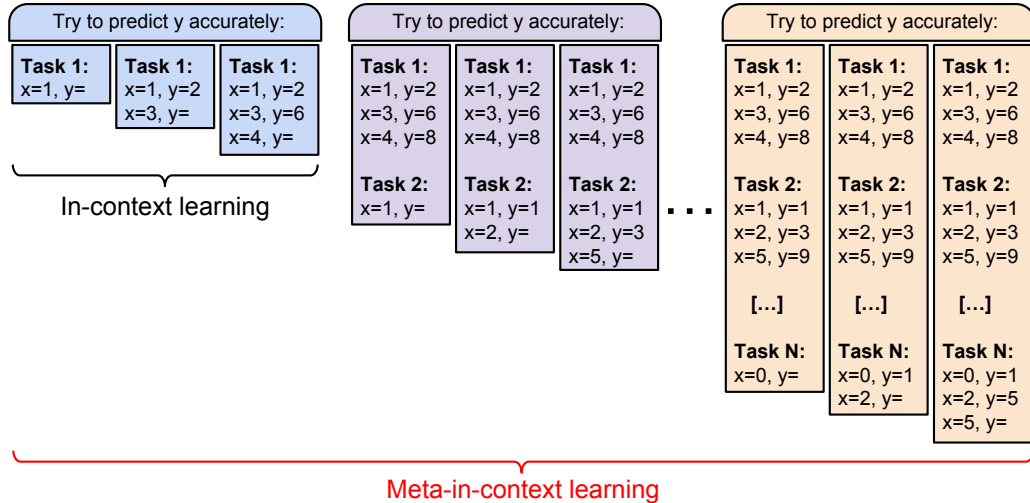 Try to predict y accurately:
Task 1:
x=1, y=
Task 1:
x=1, y=2
x=3, y=
Task 1:
x=1, y=2
x=3, y=6
x=4, y=
In-context learning
Try to predict y accurately:
Task 1:
x=1, y=2
x=3, y=6
x=4, y=8
Task 2:
x=1, y=
Task 1:
x=1, y=2
x=3, y=6
x=4, y=8
Task 2:
x=1, y=1
x=2, y=
Task 1:
x=1, y=2
x=3, y=6
x=4, y=8
Task 2:
x=1, y=1
x=2, y=3
x=5, y=
. . .
Try to predict y accurately:
Task 1:
x=1, y=2
x=3, y=6
x=4, y=8
Task 2:
x=1, y=1
x=2, y=3
x=5, y=9
[...]
Task N:
x=0, y=
Task 1:
x=1, y=2
x=3, y=6
x=4, y=8
Task 2:
x=1, y=1
x=2, y=3
x=5, y=9
[...]
Task N:
x=0, y=1
x=2, y=
Task 1:
x=1, y=2
x=3, y=6
x=4, y=8
Task 2:
x=1, y=1
x=2, y=3
x=5, y=9
[...]
Task N:
x=0, y=1
x=2, y=5
x=5, y=
Meta-in-context learning